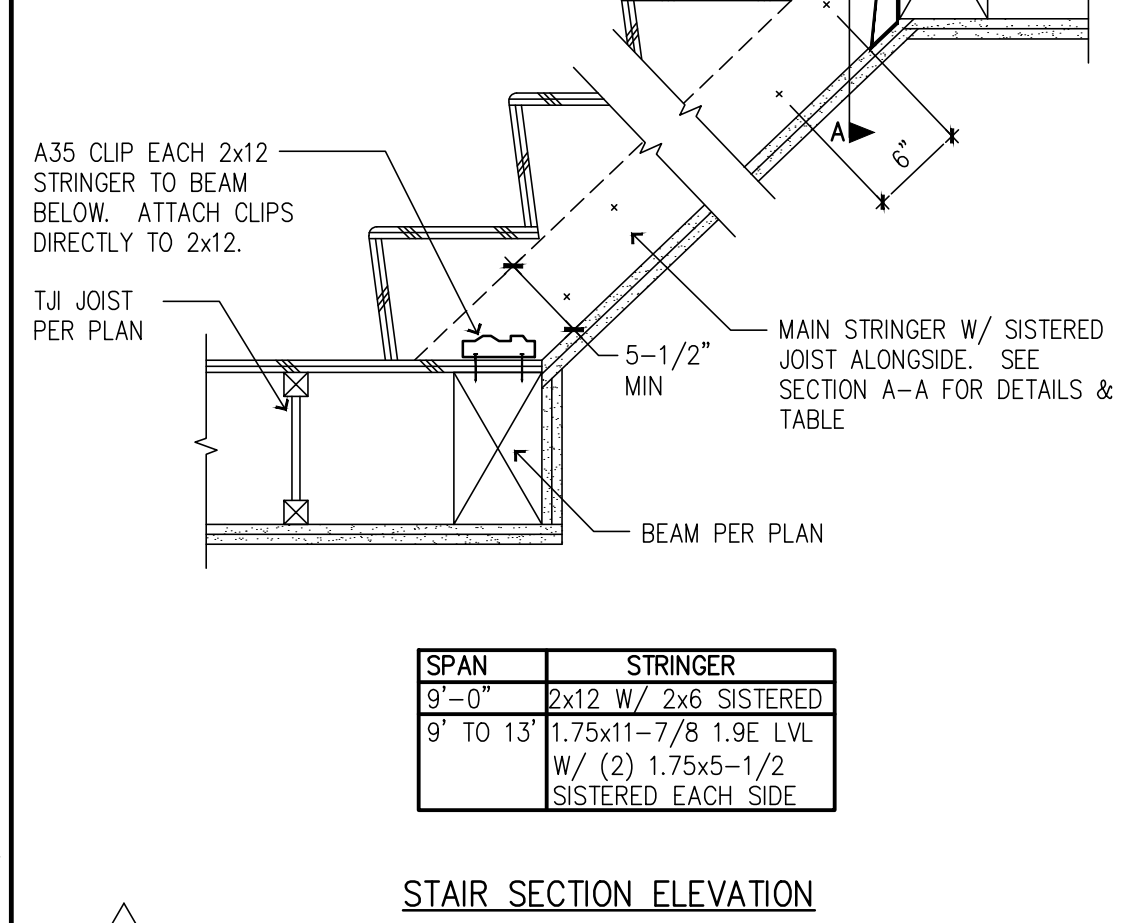 A35 CLIP EACH 2x12
STRINGER TO BEAM
BELOW. ATTACH CLIPS
DIRECTLY TO 2x12.
TJI JOIST
PER PLAN
A
6"
5-1/2"
MIN
MAIN STRINGER W/ SISTERED
JOIST ALONGSIDE. SEE
SECTION A-A FOR DETAILS &
TABLE
BEAM PER PLAN
SPAN STRINGER
9'-0" 2x12 W/ 2x6 SISTERED
9' TO 13' 1.75x11-7/8 1.9E LVL
W/ (2) 1.75x5-1/2
SISTERED EACH SIDE
STAIR SECTION ELEVATION